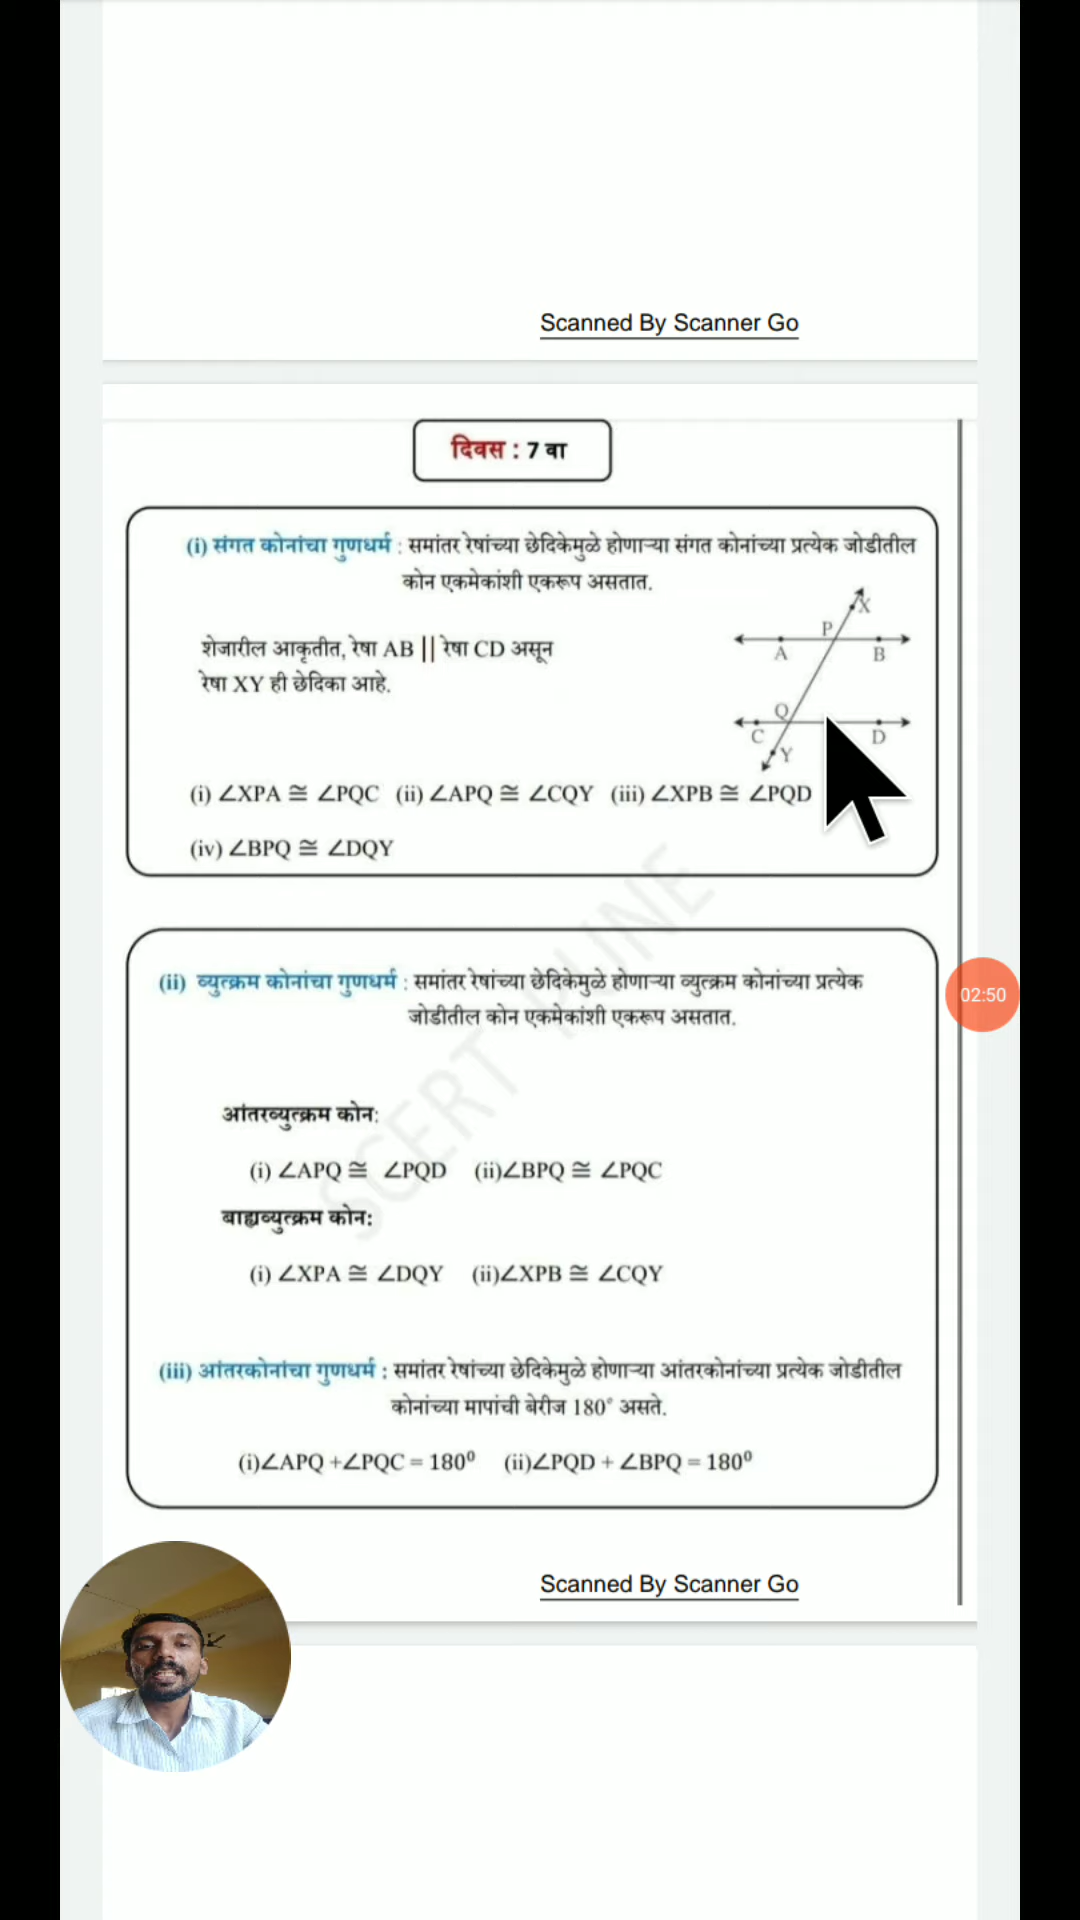 Scanned By Scanner Go
दिवस : 7 वा
(i) संगत कोनांचा गुणधर्म : समांतर रेषांच्या छेदिकेमुळे होणाऱ्या संगत कोनांच्या प्रत्येक जोडीतील
कोन एकमेकांशी एकरूप असतात.
शेजारील आकृतीत, रेषा AB || रेषा CD असून
रेषा XY ही छेदिका आहे.
X
P
A B
Q
C D
Y
(i) ∠XPA ≅ ∠PQC (ii) ∠APQ ≅ ∠CQY (iii) ∠XPB ≅ ∠PQD
(iv) ∠BPQ ≅ ∠DQY
(ii) व्युत्क्रम कोनांचा गुणधर्म : समांतर रेषांच्या छेदिकेमुळे होणाऱ्या व्युत्क्रम कोनांच्या प्रत्येक
जोडीतील कोन एकमेकांशी एकरूप असतात.
02:50
आंतरव्युत्क्रम कोन:
(i) ∠APQ ≅ ∠PQD (ii)∠BPQ ≅ ∠PQC
बाह्यव्युत्क्रम कोन:
(i) ∠XPA ≅ ∠DQY (ii)∠XPB ≅ ∠CQY
(iii) आंतरकोनांचा गुणधर्म : समांतर रेषांच्या छेदिकेमुळे होणाऱ्या आंतरकोनांच्या प्रत्येक जोडीतील
कोनांच्या मापांची बेरीज 180° असते.
(i)∠APQ +∠PQC = 180⁰ (ii)∠PQD + ∠BPQ = 180⁰
SCERT PUNE
Scanned By Scanner Go